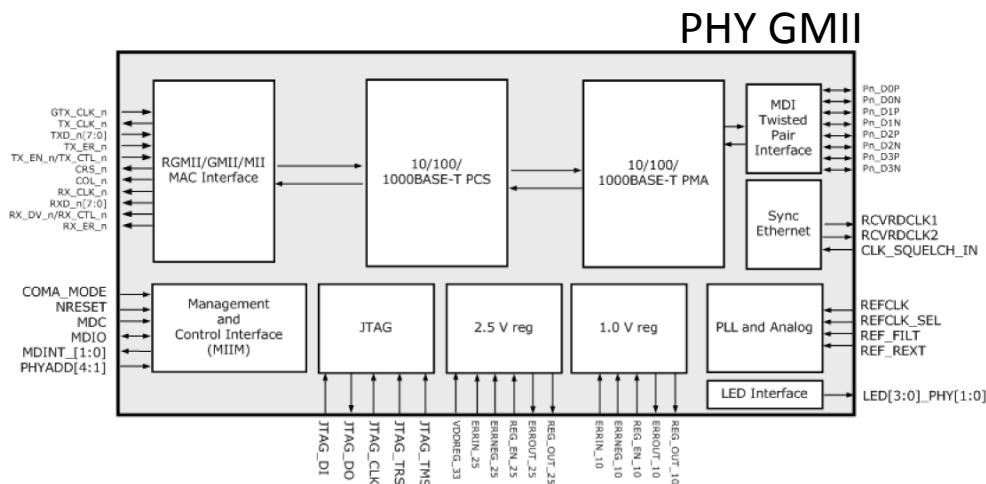 PHY GMII
GTX_CLK_n
TX_CLK_n
TXD_n[7:0]
TX_ER_n
TX_EN_n/TX_CTL_n
CRS_n
COL_n
RX_CLK_n
RXD_n[7:0]
RX_DV_n/RX_CTL_n
RX_ER_n
RGMII/GMII/MII
MAC Interface
10/100/
1000BASE-T PCS
10/100/
1000BASE-T PMA
MDI
Twisted
Pair
Interface
Pn_D0P
Pn_D0N
Pn_D1P
Pn_D1N
Pn_D2P
Pn_D2N
Pn_D3P
Pn_D3N
Sync
Ethernet
RCVRDCLK1
RCVRDCLK2
CLK_SQUELCH_IN
COMA_MODE
NRESET
MDC
MDIO
MDINT_[1:0]
PHYADD[4:1]
Management
and
Control Interface
(MIIM)
JTAG
2.5 V reg
1.0 V reg
PLL and Analog
REFCLK
REFCLK_SEL
REF_FILT
REF_REXT
LED Interface
LED[3:0]_PHY[1:0]
JTAG_DI
JTAG_DO
JTAG_CLK
JTAG_TRS
JTAG_TMS
VDDREG_33
ERRIN_25
ERRNEG_25
REG_EN_25
ERROUT_25
REG_OUT_25
ERRIN_10
ERRNEG_10
REG_EN_10
ERROUT_10
REG_OUT_10